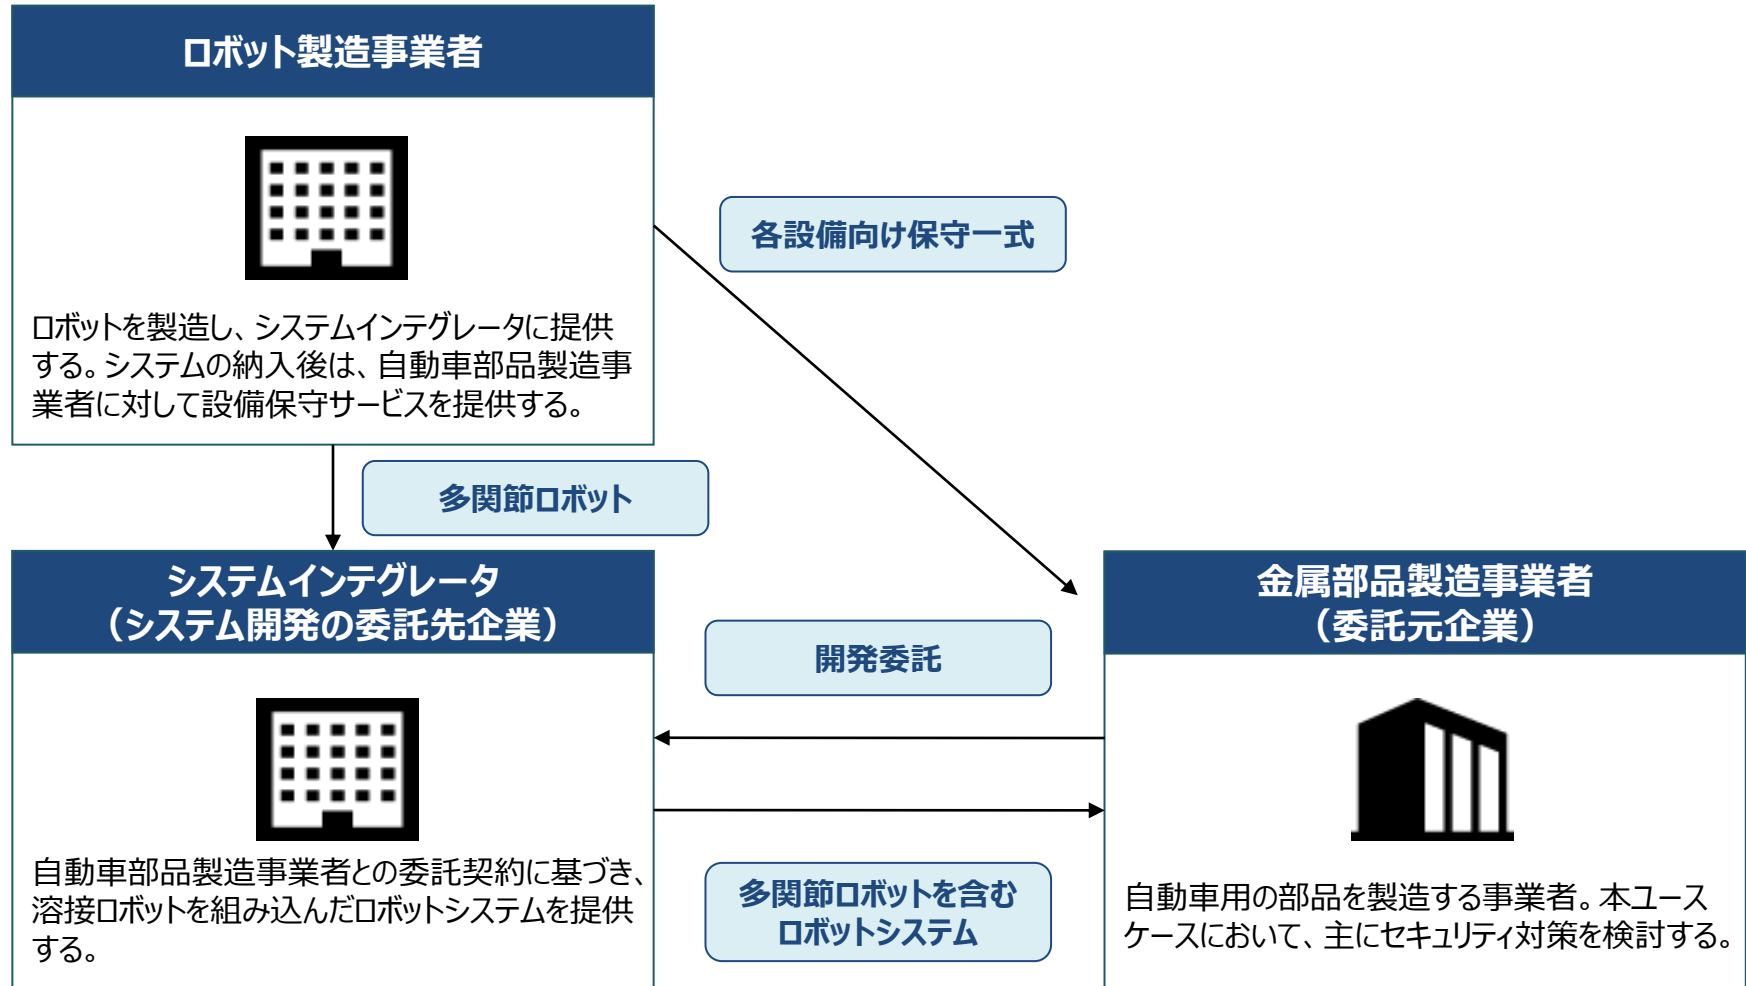 ロボット製造事業者
ロボットを製造し、システムインテグレータに提供
する。システムの納入後は、自動車部品製造事
業者に対して設備保守サービスを提供する。
各設備向け保守一式
多関節ロボット
システムインテグレータ
（システム開発の委託先企業）
自動車部品製造事業者との委託契約に基づき、
溶接ロボットを組み込んだロボットシステムを提供
する。
開発委託
多関節ロボットを含む
ロボットシステム
金属部品製造事業者
（委託元企業）
自動車用の部品を製造する事業者。本ユース
ケースにおいて、主にセキュリティ対策を検討する。